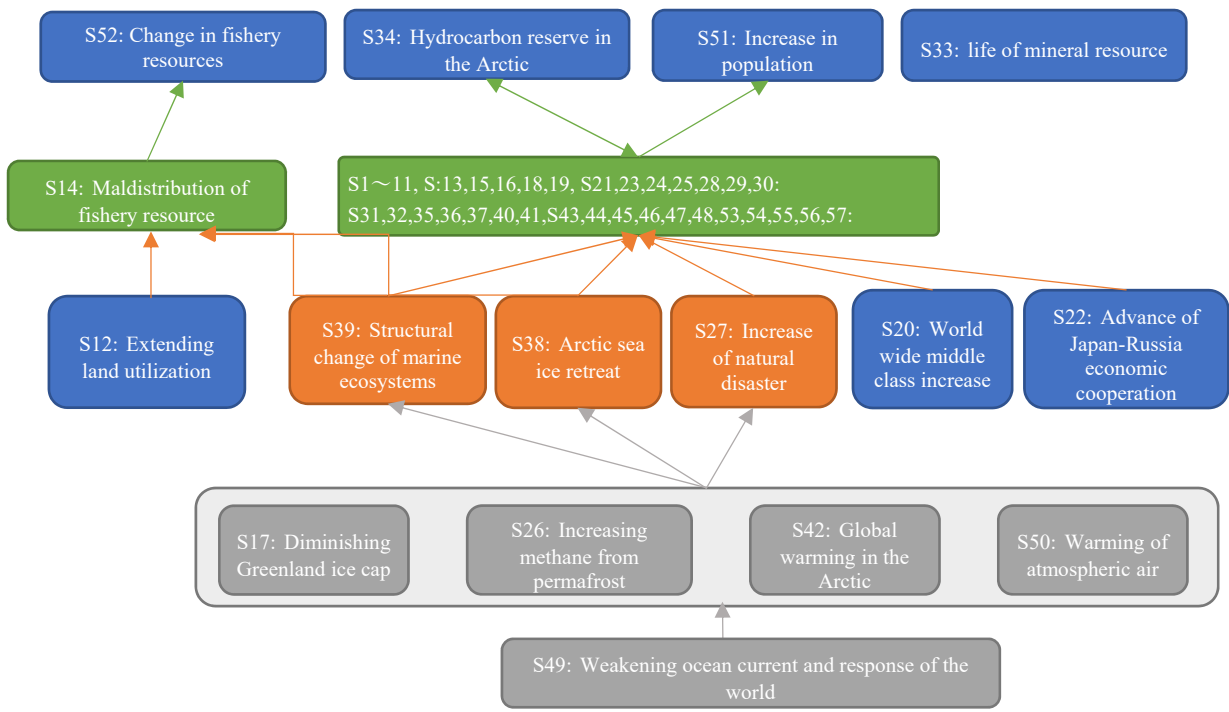 S52: Change in fishery
resources
S34: Hydrocarbon reserve in
the Arctic
S51: Increase in
population
S33: life of mineral resource
S14: Maldistribution of
fishery resource
S1～11, S:13,15,16,18,19, S21,23,24,25,28,29,30:
S31,32,35,36,37,40,41,S43,44,45,46,47,48,53,54,55,56,57:
S12: Extending
land utilization
S39: Structural
change of marine
ecosystems
S38: Arctic sea
ice retreat
S27: Increase
of natural
disaster
S20: World
wide middle
class increase
S22: Advance of
Japan-Russia
economic
cooperation
S17: Diminishing
Greenland ice cap
S26: Increasing
methane from
permafrost
S42: Global
warming in the
Arctic
S50: Warming of
atmospheric air
S49: Weakening ocean current and response of the
world